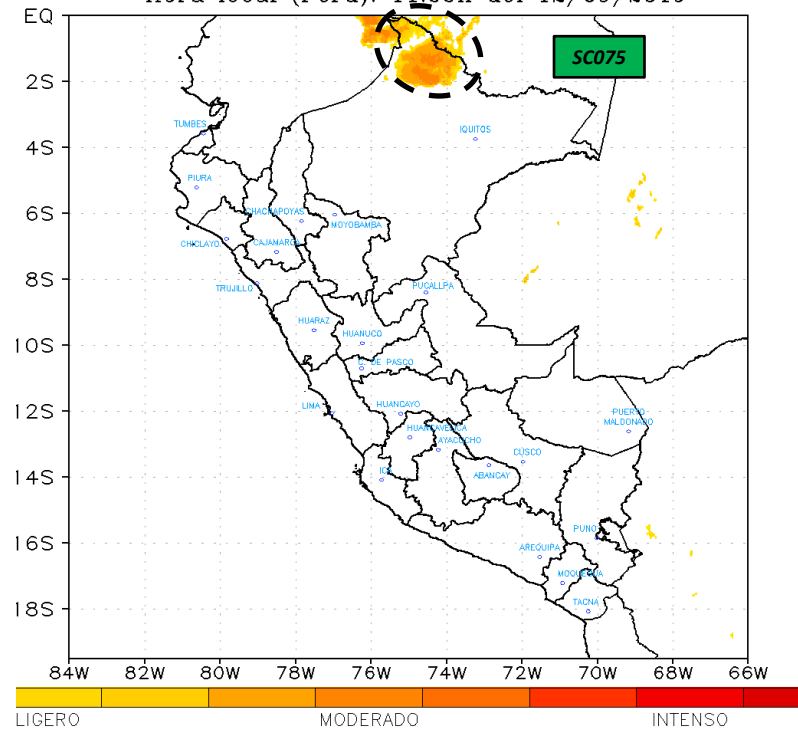 EQ
SC075
2S
TUMBES
IQUITOS
4S
PIURA
6S
CHACHAPOYAS
MOYOBAMBA
CHICLAYO
CAJAMARCA
8S
TRUJILLO
PUCALLPA
HUARAZ
HUANUCO
10S
C. DE PASCO
12S
LIMA
HUANCAYO
PUERTO
MALDONADO
HUANCAVELICA
AYACUCHO
CUSCO
14S
ICA
ABANCAY
PUNO
16S
AREQUIPA
MOQUEGUA
TACNA
18S
84W 82W 80W 78W 76W 74W 72W 70W 68W 66W
LIGERO MODERADO INTENSO